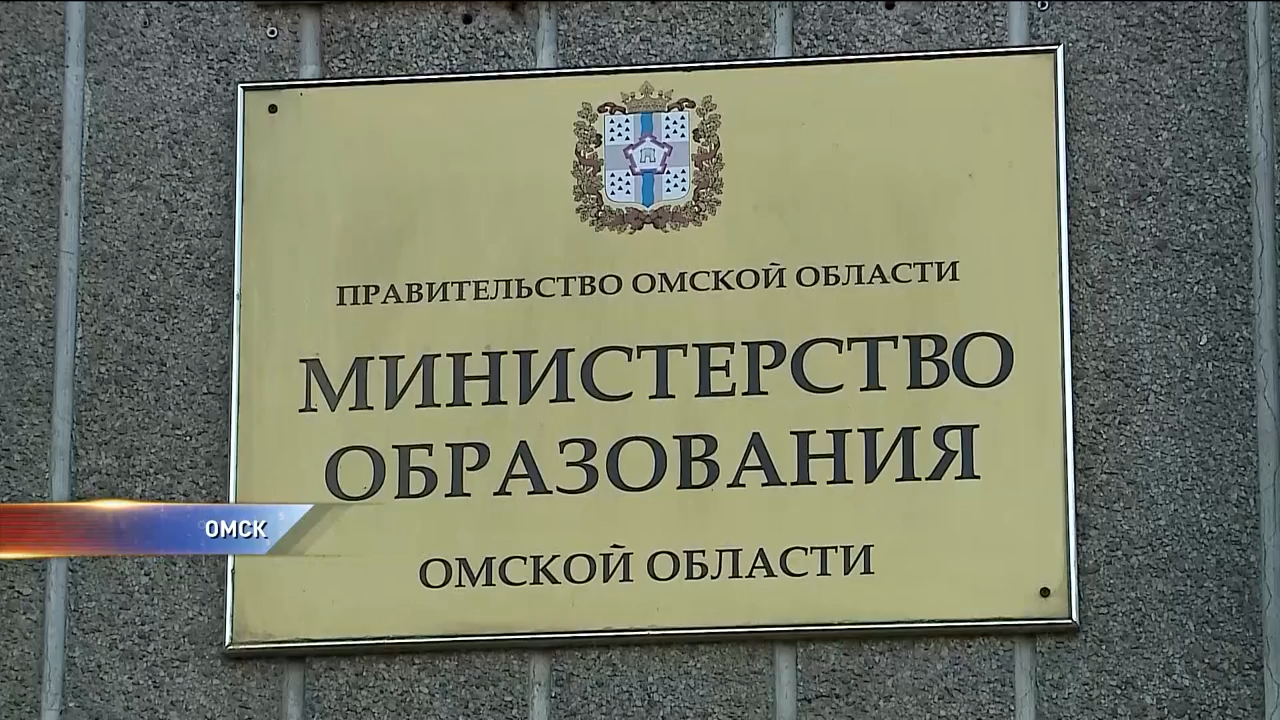 ПРАВИТЕЛЬСТВО ОМСКОЙ ОБЛАСТИ
МИНИСТЕРСТВО
ОБРАЗОВАНИЯ
ОМСК
ОМСКОЙ ОБЛАСТИ